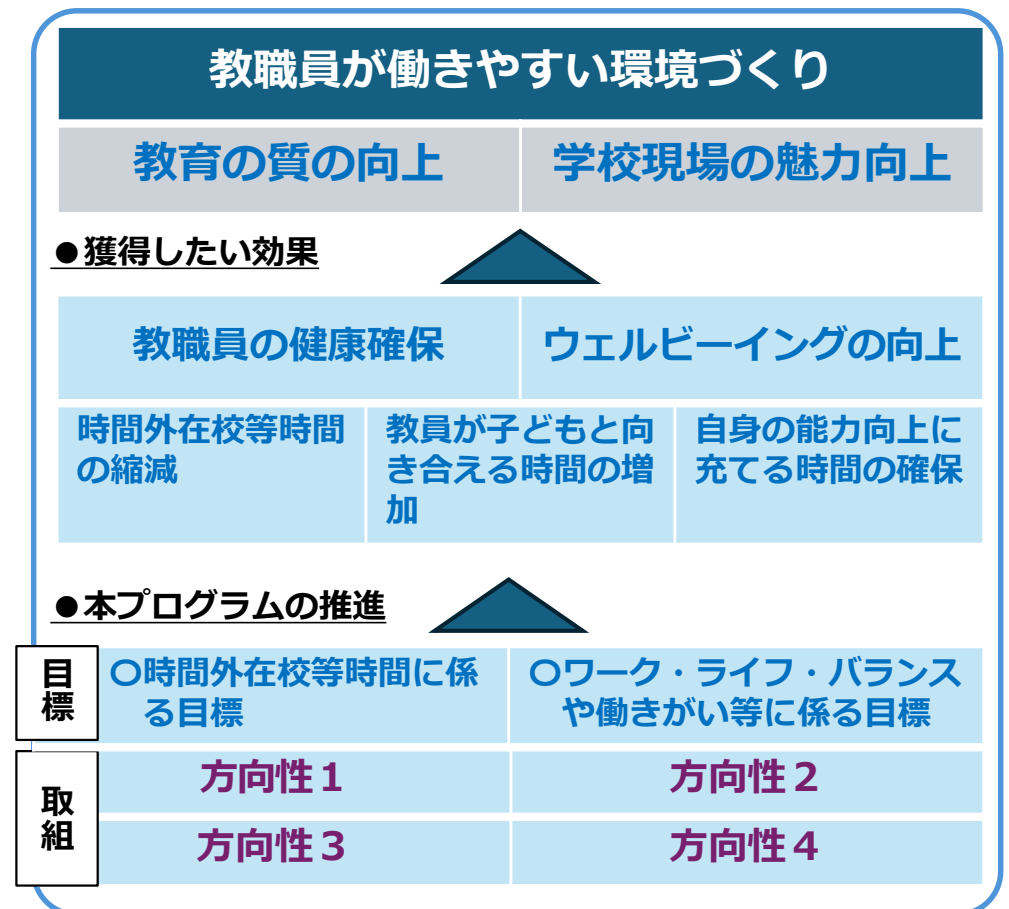 教職員が働きやすい環境づくり
教育の質の向上
学校現場の魅力向上
●獲得したい効果
教職員の健康確保
ウェルビーイングの向上
時間外在校等時間
の縮減
教員が子どもと向
き合える時間の増
加
自身の能力向上に
充てる時間の確保
●本プログラムの推進
目標
〇時間外在校等時間に係
る目標
〇ワーク・ライフ・バランス
や働きがい等に係る目標
取組
方向性１
方向性２
方向性３
方向性４